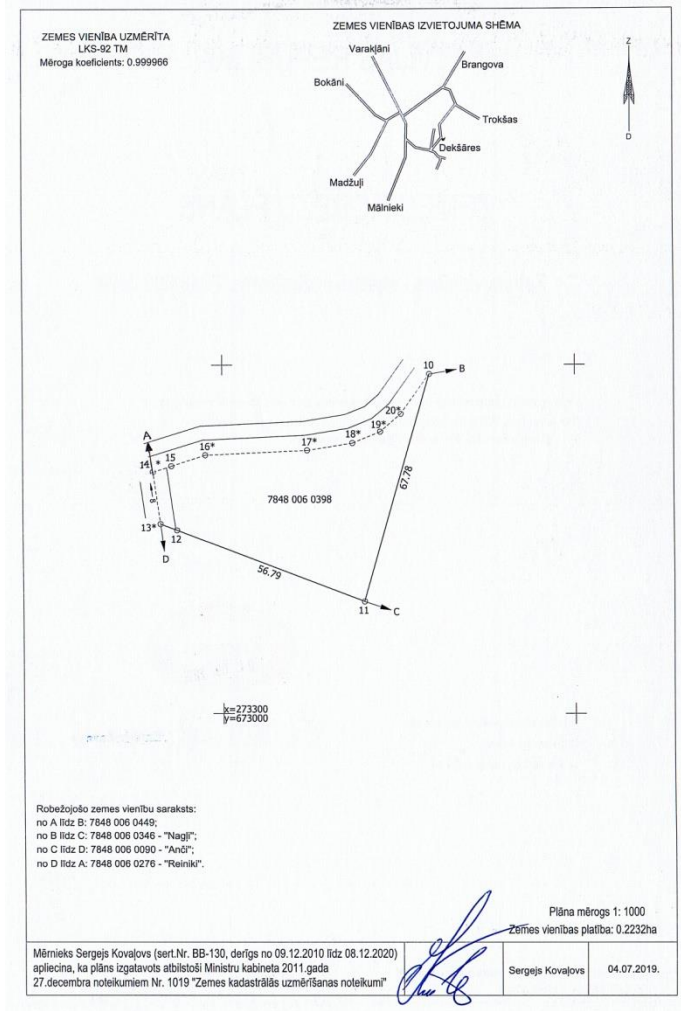 ZEMES VIENĪBA UZMĒRĪTA
LKS-92 TM
Mēroga koeficients: 0.999966
ZEMES VIENĪBAS IZVIETOJUMA SHĒMA
Varakļāni
Brangova
Bokāni
Trokšas
Dekšāres
Madžuļi
Mālnieki
Z
D
10
B
20*
19*
18*
17*
16*
A
15
14*
67.78
7848 006 0398
8
13*
12
D
56.79
11
C
x=273300
y=673000
Robežojošo zemes vienību saraksts:
no A līdz B: 7848 006 0449;
no B līdz C: 7848 006 0346 - "Nagļi";
no C līdz D: 7848 006 0090 - "Anči";
no D līdz A: 7848 006 0276 - "Reiniki".
Plāna mērogs 1: 1000
Zemes vienības platība: 0.2232ha
Mērnieks Sergejs Kovaļovs (sert.Nr. BB-130, derīgs no 09.12.2010 līdz 08.12.2020)
apliecina, ka plāns izgatavots atbilstoši Ministru kabineta 2011.gada
27.decembra noteikumiem Nr. 1019 "Zemes kadastrālās uzmērīšanas noteikumi"
Sergejs Kovaļovs
04.07.2019.